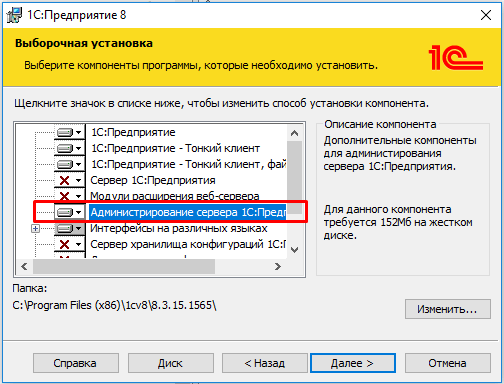 1С:Предприятие 8
Выборочная установка
Выберите компоненты программы, которые необходимо установить.
1С
Щелкните значок в списке ниже, чтобы изменить способ установки компонента.
1С:Предприятие
1С:Предприятие - Тонкий клиент
1С:Предприятие - Тонкий клиент, фай
Сервер 1С:Предприятия
Модули расширения веб-сервера
Администрирование сервера 1С:Пред
Интерфейсы на различных языках
Сервер хранилища конфигураций 1С:П
Описание компонента
Дополнительные компоненты
для администрирования
сервера 1С:Предприятия.
Для данного компонента
требуется 152Мб на жестком
диске.
Папка:
C:\Program Files (x86)\1cv8\8.3.15.1565\
Изменить...
Справка
Диск
< Назад
Далее >
Отмена